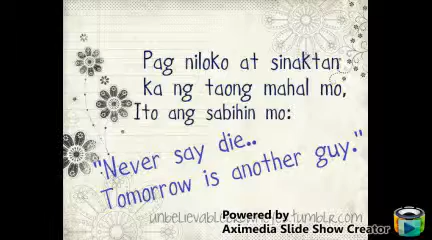 Pag niloko at sinaktan
ka ng taong mahal mo,
Ito ang sabihin mo:
"Never say die..
Tomorrow is another guy."
Powered by
Aximedia Slide Show Creator